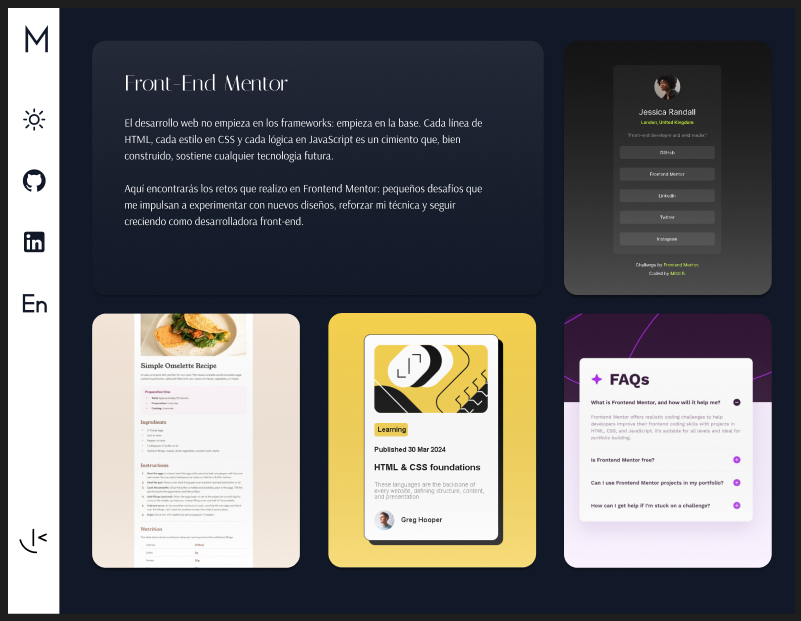 M
En
Front-End Mentor
El desarrollo web no empieza en los frameworks: empieza en la base. Cada línea de
HTML, cada estilo en CSS y cada lógica en JavaScript es un cimiento que, bien
construido, sostiene cualquier tecnología futura.
Aquí encontrarás los retos que realizo en Frontend Mentor: pequeños desafíos que
me impulsan a experimentar con nuevos diseños, reforzar mi técnica y seguir
creciendo como desarrolladora front-end.
Jessica Randall
London, United Kingdom
"Front-end developer and avid reader."
GitHub
Frontend Mentor
LinkedIn
Twitter
Instagram
Challenge by Frontend Mentor.
Coded by
Simple Omelette Recipe
Preparation time
Ingredients
Instructions
Nutrition
Learning
Published 30 Mar 2024
HTML & CSS foundations
These languages are the backbone of
every website, defining structure, content,
and presentation.
Greg Hooper
FAQs
What is Frontend Mentor, and how will it help me?
Frontend Mentor offers realistic coding challenges to help
developers improve their frontend coding skills with projects in
HTML, CSS, and JavaScript. It's suitable for all levels and ideal for
portfolio building.
Is Frontend Mentor free?
Can I use Frontend Mentor projects in my portfolio?
How can I get help if I'm stuck on a challenge?